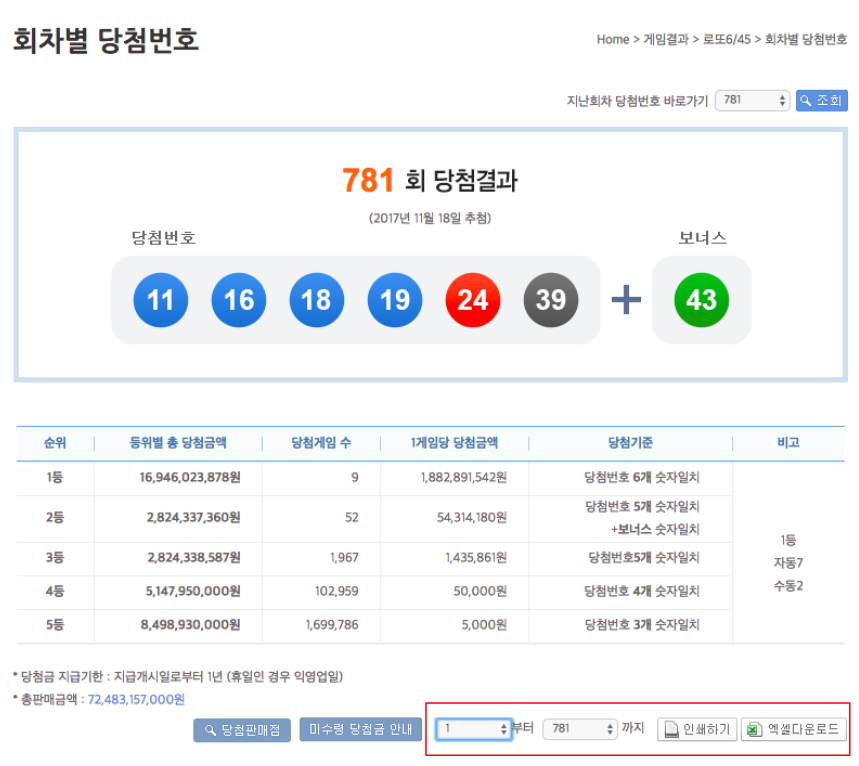 회차별 당첨번호
Home > 게임결과 > 로또6/45 > 회차별 당첨번호
지난회차 당첨번호 바로가기 781 조회
781 회 당첨결과
(2017년 11월 18일 추첨)
당첨번호 보너스
11 16 18 19 24 39 + 43
순위 등위별 총 당첨금액 당첨게임 수 1게임당 당첨금액 당첨기준 비고
1등 16,946,023,878원 9 1,882,891,542원 당첨번호 6개 숫자일치
2등 2,824,337,360원 52 54,314,180원 당첨번호 5개 숫자일치
+보너스 숫자일치
3등 2,824,338,587원 1,967 1,435,861원 당첨번호5개 숫자일치
4등 5,147,950,000원 102,959 50,000원 당첨번호 4개 숫자일치
5등 8,498,930,000원 1,699,786 5,000원 당첨번호 3개 숫자일치
1등
자동7
수동2
* 당첨금 지급기한 : 지급개시일로부터 1년 (휴일인 경우 익영업일)
* 총판매금액 : 72,483,157,000원
당첨판매점 미수령 당첨금 안내 1 부터 781 까지 인쇄하기 엑셀다운로드